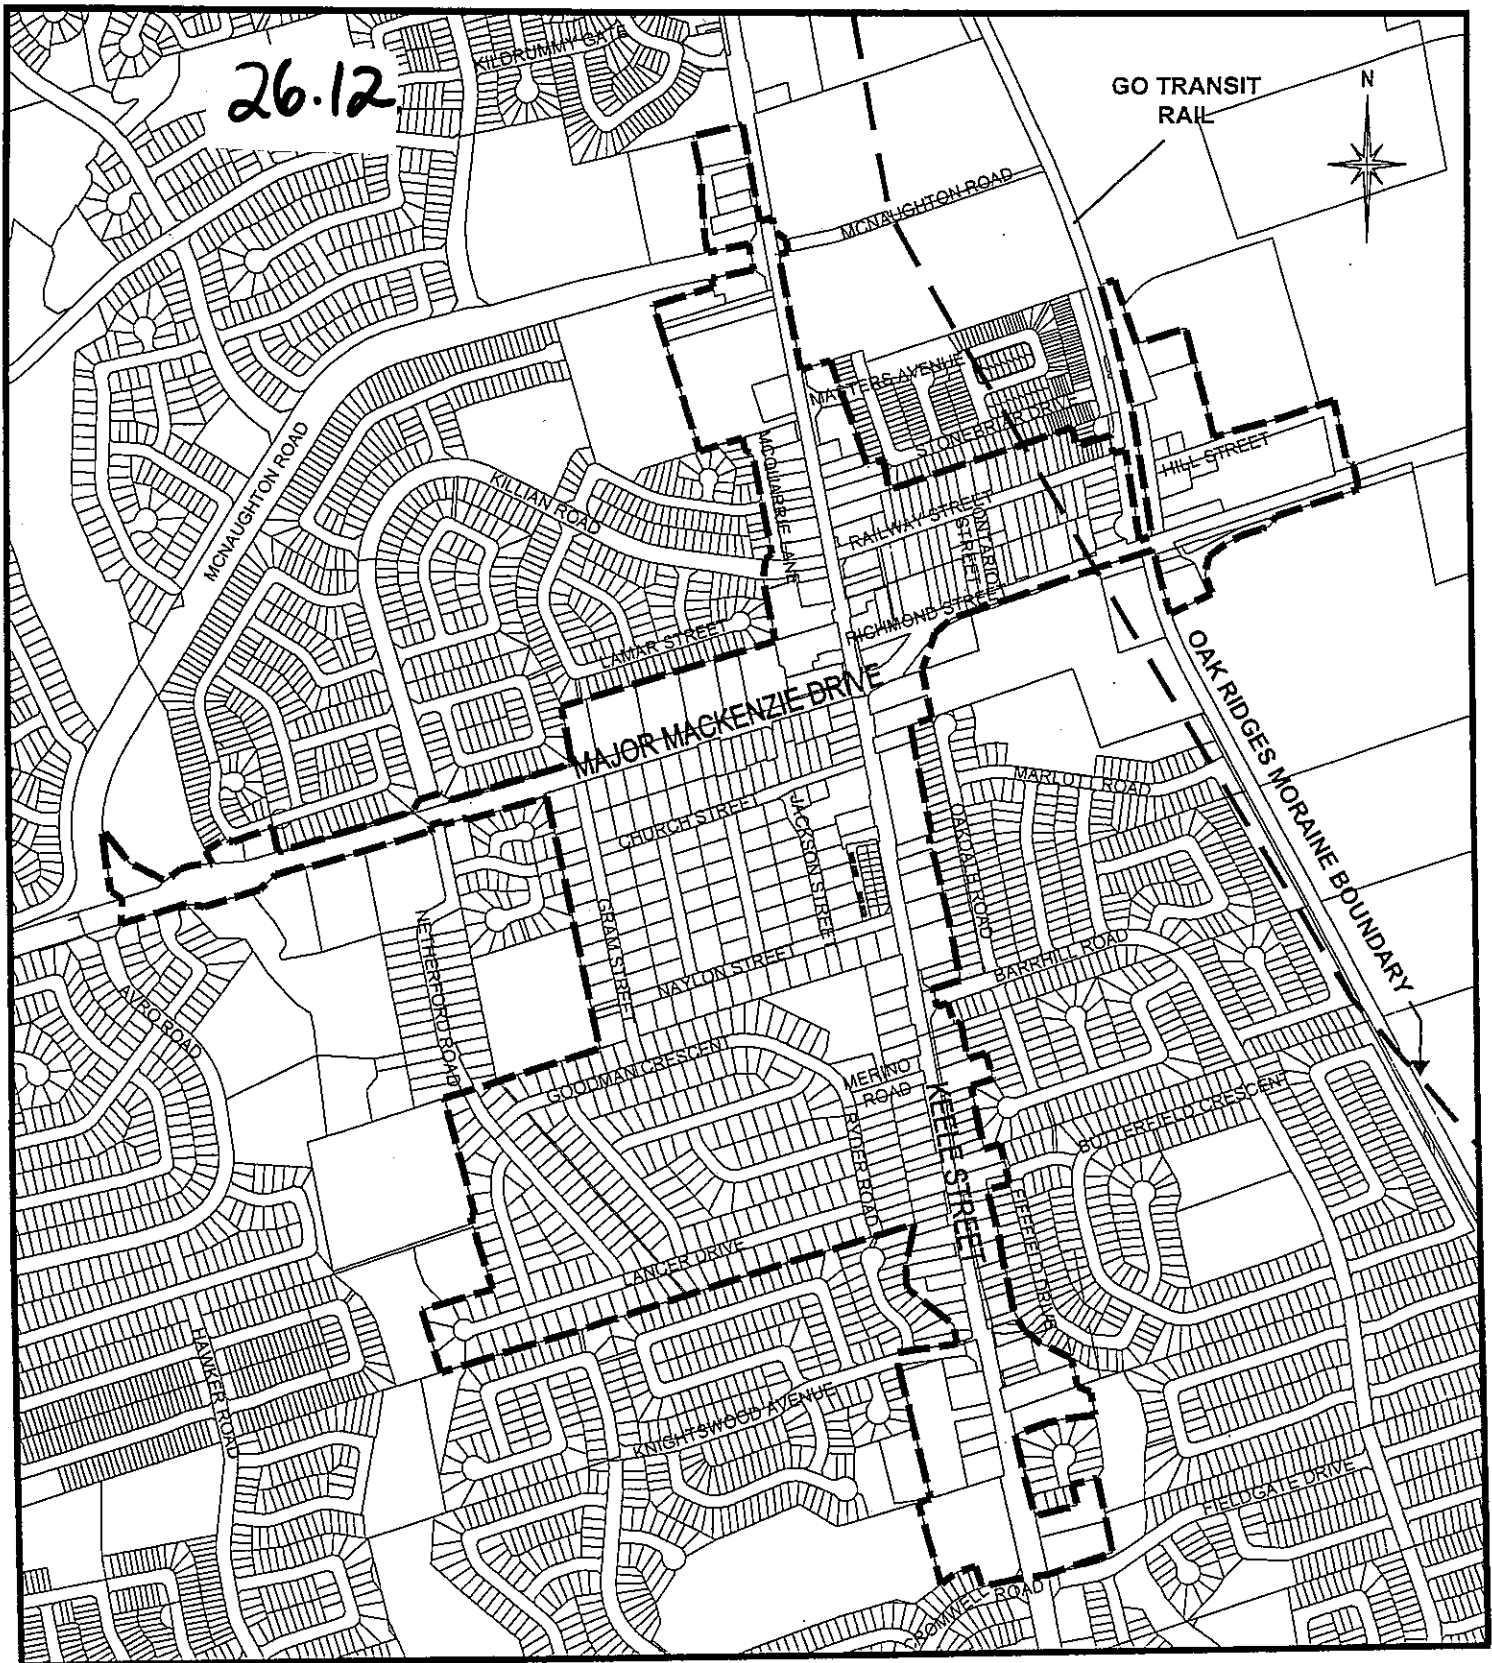 KILDRUMMY GATE
26.12
GO TRANSIT
RAIL
N
MCNAUGHTON ROAD
MASTERS AVENUE
STONEBRIAR DRIVE
HILL STREET
MCNAUGHTON ROAD
KILLIAN ROAD
MCQUARRIE LANE
RAILWAY STREET
ONTARIO
STREET
RICHMOND STREET
LAMAR STREET
MAJOR MACKENZIE DRIVE
OAK RIDGES MORAINE BOUNDARY
MARLOTT ROAD
CHURCH STREET
JACKSON STREET
OAKDALE ROAD
NETHERFORD ROAD
GRAM STREET
NAYLON STREET
BARRHILL ROAD
AVRO ROAD
GOODMAN CRESCENT
MERINO
ROAD
KEELE STREET
BUTTERFIELD CRESCENT
RYDER ROAD
FIFEFIELD DRIVE
LANCER DRIVE
HAWKER ROAD
KNIGHTSWOOD AVENUE
FIELDGATE DRIVE
CROMWELL ROAD